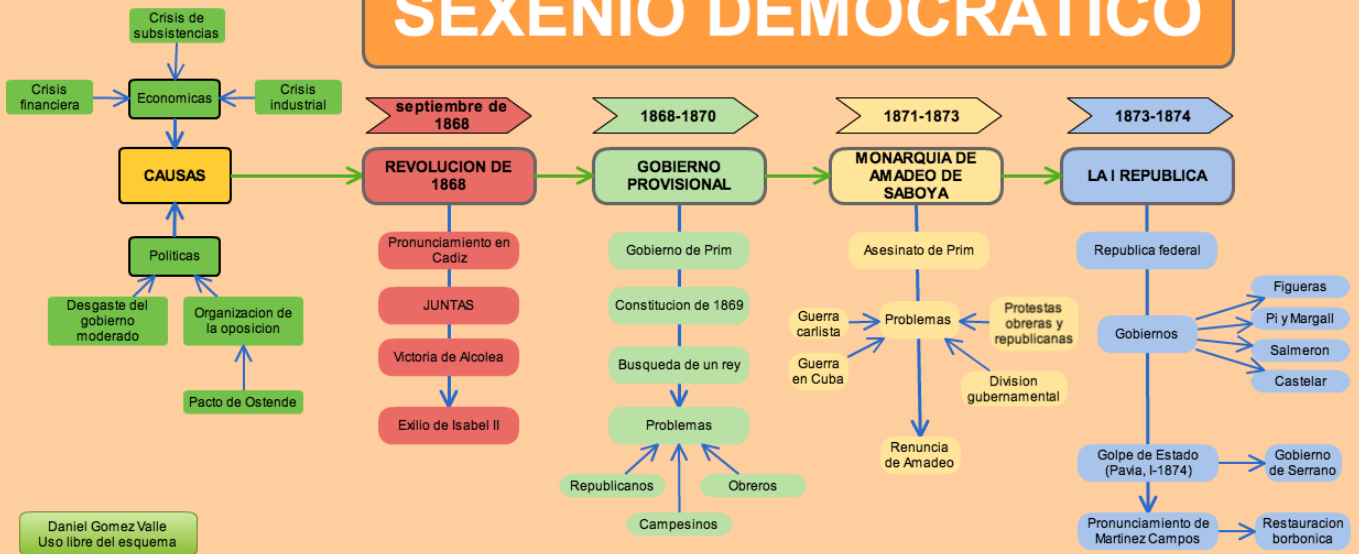 SEXENIO DEMOCRATICO
Crisis de
subsistencias
Crisis
financiera
Economicas
Crisis
industrial
CAUSAS
Politicas
Desgaste del
gobierno
moderado
Organizacion de
la oposicion
Pacto de Ostende
septiembre de
1868
REVOLUCION DE
1868
Pronunciamiento en
Cadiz
JUNTAS
Victoria de Alcolea
Exilio de Isabel II
1868-1870
GOBIERNO
PROVISIONAL
Gobierno de Prim
Constitucion de 1869
Busqueda de un rey
Problemas
Republicanos
Obreros
Campesinos
1871-1873
MONARQUIA DE
AMADEO DE
SABOYA
Asesinato de Prim
Guerra
carlista
Problemas
Protestas
obreras y
republicanas
Guerra
en Cuba
Division
gubernamental
Renuncia
de Amadeo
1873-1874
LA I REPUBLICA
Republica federal
Gobiernos
Figueras
Pi y Margall
Salmeron
Castelar
Golpe de Estado
(Pavia, I-1874)
Gobierno
de Serrano
Pronunciamiento de
Martinez Campos
Restauracion
borbonica
Daniel Gomez Valle
Uso libre del esquema